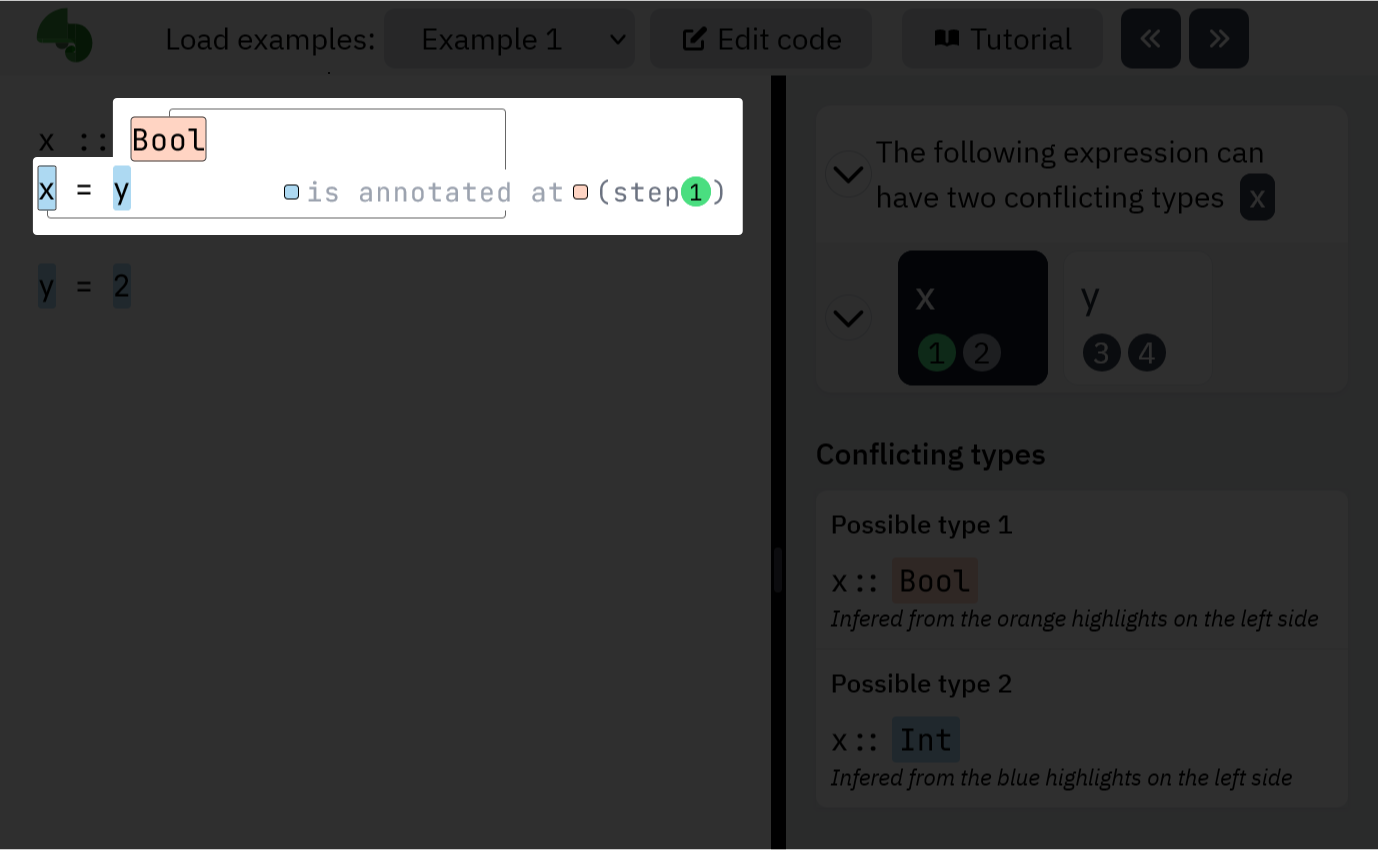 Load examples: Example 1 Edit code Tutorial « »
x :: Bool
x = y is annotated at (step 1)
y = 2
The following expression can
have two conflicting types x
x y
1 2 3 4
Conflicting types
Possible type 1
x :: Bool
Infered from the orange highlights on the left side
Possible type 2
x :: Int
Infered from the blue highlights on the left side